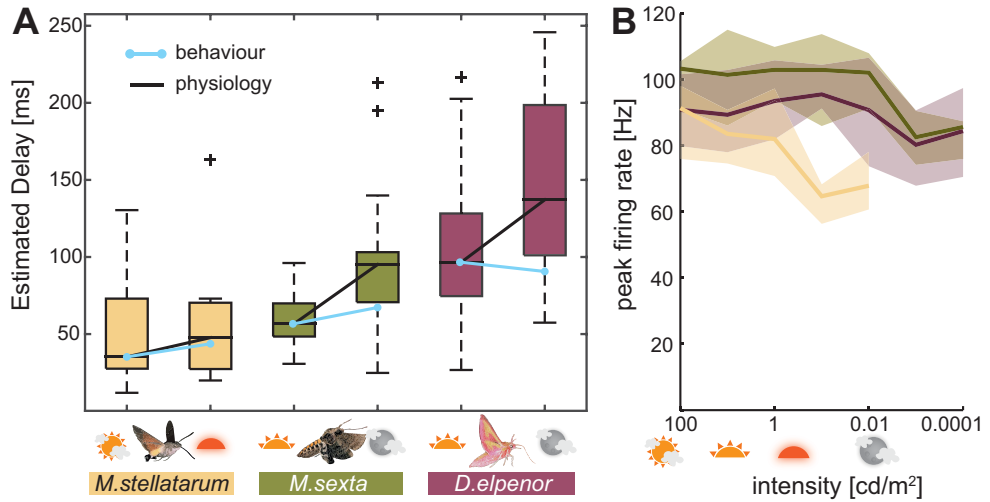 A
Estimated Delay [ms]
250
200
150
100
50
behaviour
physiology
M.stellatarum
M.sexta
D.elpenor
B
peak firing rate [Hz]
120
100
80
60
40
20
0
100
1
0.01
0.0001
intensity [cd/m²]